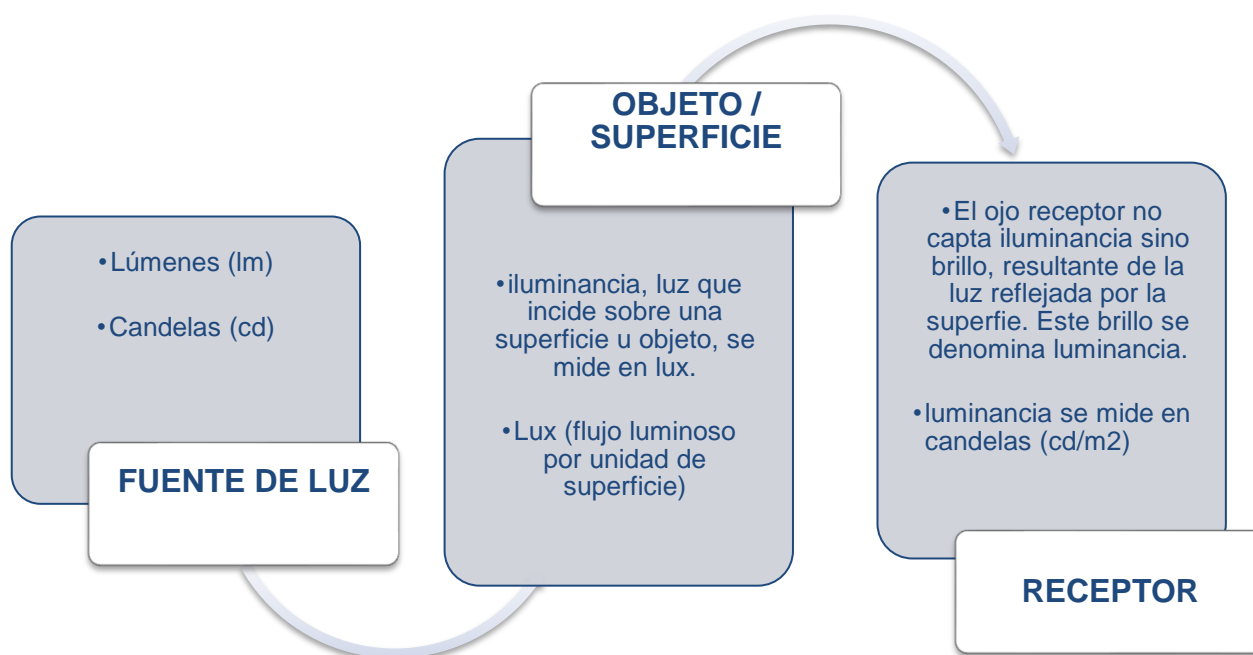 •Lúmenes (lm)
•Candelas (cd)
FUENTE DE LUZ
OBJETO /
SUPERFICIE
•iluminancia, luz que
incide sobre una
superficie u objeto, se
mide en lux.
•Lux (flujo luminoso
por unidad de
superficie)
•El ojo receptor no
capta iluminancia sino
brillo, resultante de la
luz reflejada por la
superfie. Este brillo se
denomina luminancia.
•luminancia se mide en
candelas (cd/m2)
RECEPTOR